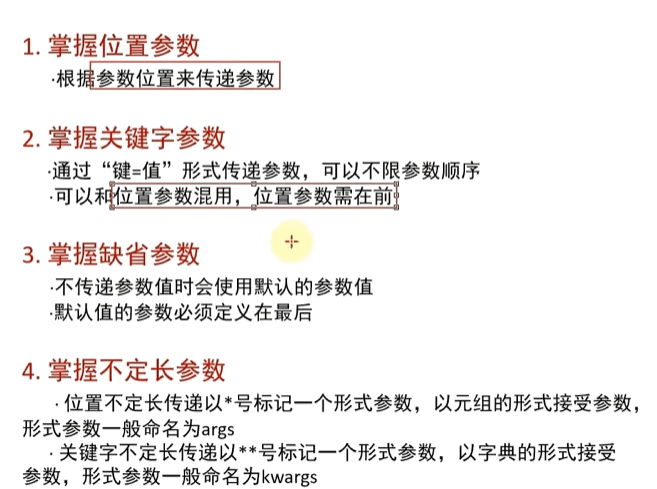 1. 掌握位置参数
·根据参数位置来传递参数
2. 掌握关键字参数
·通过“键=值”形式传递参数，可以不限参数顺序
·可以和位置参数混用，位置参数需在前
3. 掌握缺省参数
·不传递参数值时会使用默认的参数值
·默认值的参数必须定义在最后
4. 掌握不定长参数
· 位置不定长传递以*号标记一个形式参数，以元组的形式接受参数，
形式参数一般命名为args
· 关键字不定长传递以**号标记一个形式参数，以字典的形式接受
参数，形式参数一般命名为kwargs